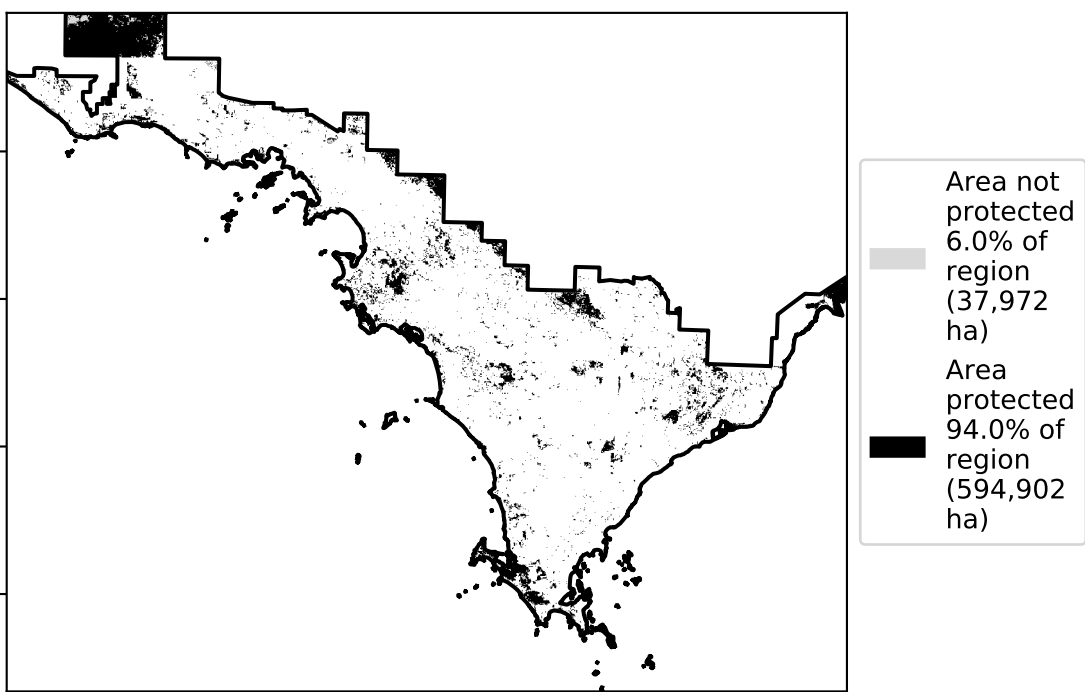 Area not
protected
6.0% of
region
(37,972
ha)
Area
protected
94.0% of
region
(594,902
ha)